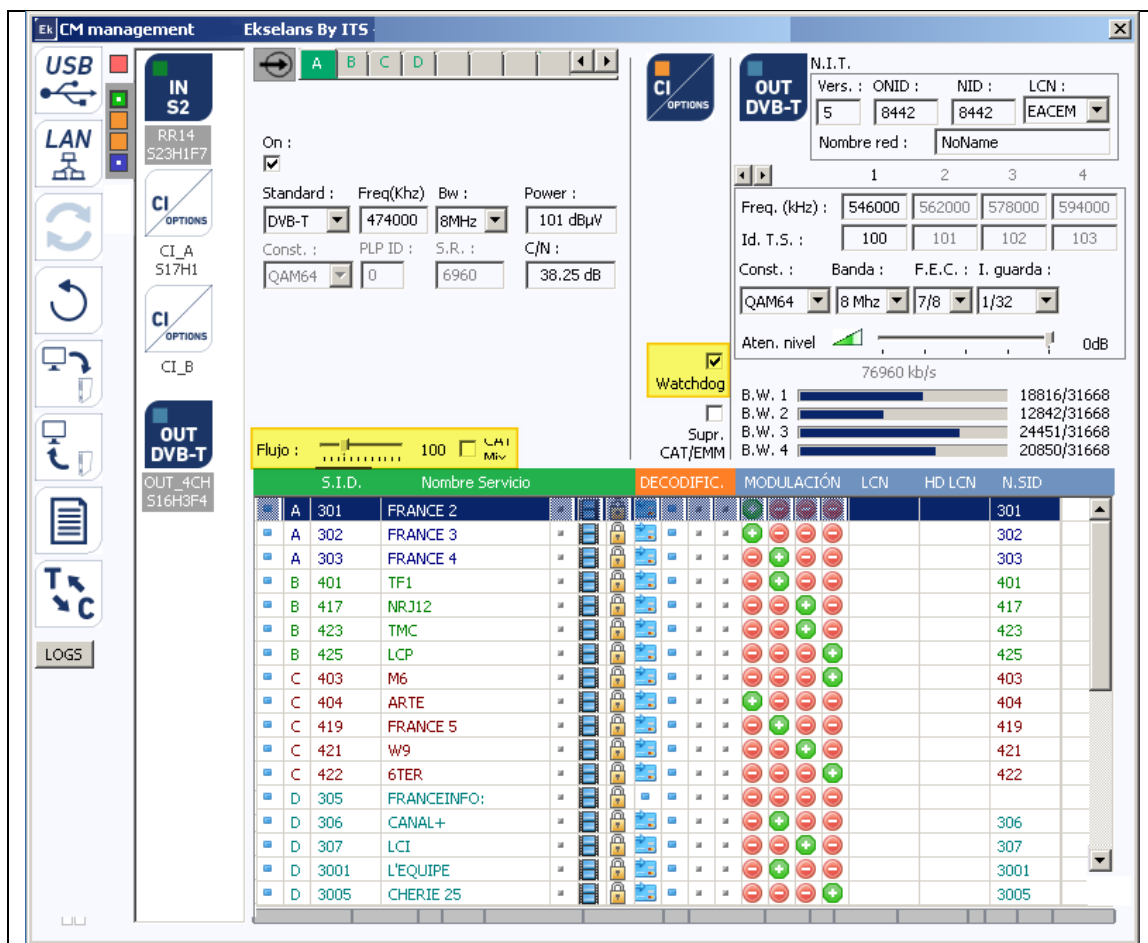 Ek CM management Ekselans By ITS -
USB
LAN
LOGS
IN
S2
RR14
S23H1F7
CI
OPTIONS
CI_A
S17H1
CI
OPTIONS
CI_B
OUT
DVB-T
OUT_4CH
S16H3F4
A B C D
On :
Standard : Freq(Khz) Bw : Power :
DVB-T 474000 8MHz 101 dBµV
Const. : PLP ID : S.R. : C/N :
QAM64 0 6960 38.25 dB
Flujo : 100 CAT
CI
OPTIONS
Watchdog
Supr.
CAT/EMM
OUT
DVB-T
N.I.T.
Vers. : ONID : NID : LCN :
5 8442 8442 EACEM
Nombre red : NoName
1 2 3 4
Freq. (kHz) : 546000 562000 578000 594000
Id. T.S. : 100 101 102 103
Const. : Banda : F.E.C. : I. guarda :
QAM64 8 Mhz 7/8 1/32
Aten. nivel 0dB
76960 kb/s
B.W. 1 18816/31668
B.W. 2 12842/31668
B.W. 3 24451/31668
B.W. 4 20850/31668
S.I.D. Nombre Servicio DECODIFIC. MODULACIÓN LCN HD LCN N.SID
A 301 FRANCE 2 301
A 302 FRANCE 3 302
A 303 FRANCE 4 303
B 401 TF1 401
B 417 NRJ12 417
B 423 TMC 423
B 425 LCP 425
C 403 M6 403
C 404 ARTE 404
C 419 FRANCE 5 419
C 421 W9 421
C 422 6TER 422
D 305 FRANCEINFO:
D 306 CANAL+ 306
D 307 LCI 307
D 3001 L'EQUIPE 3001
D 3005 CHERIE 25 3005
T C